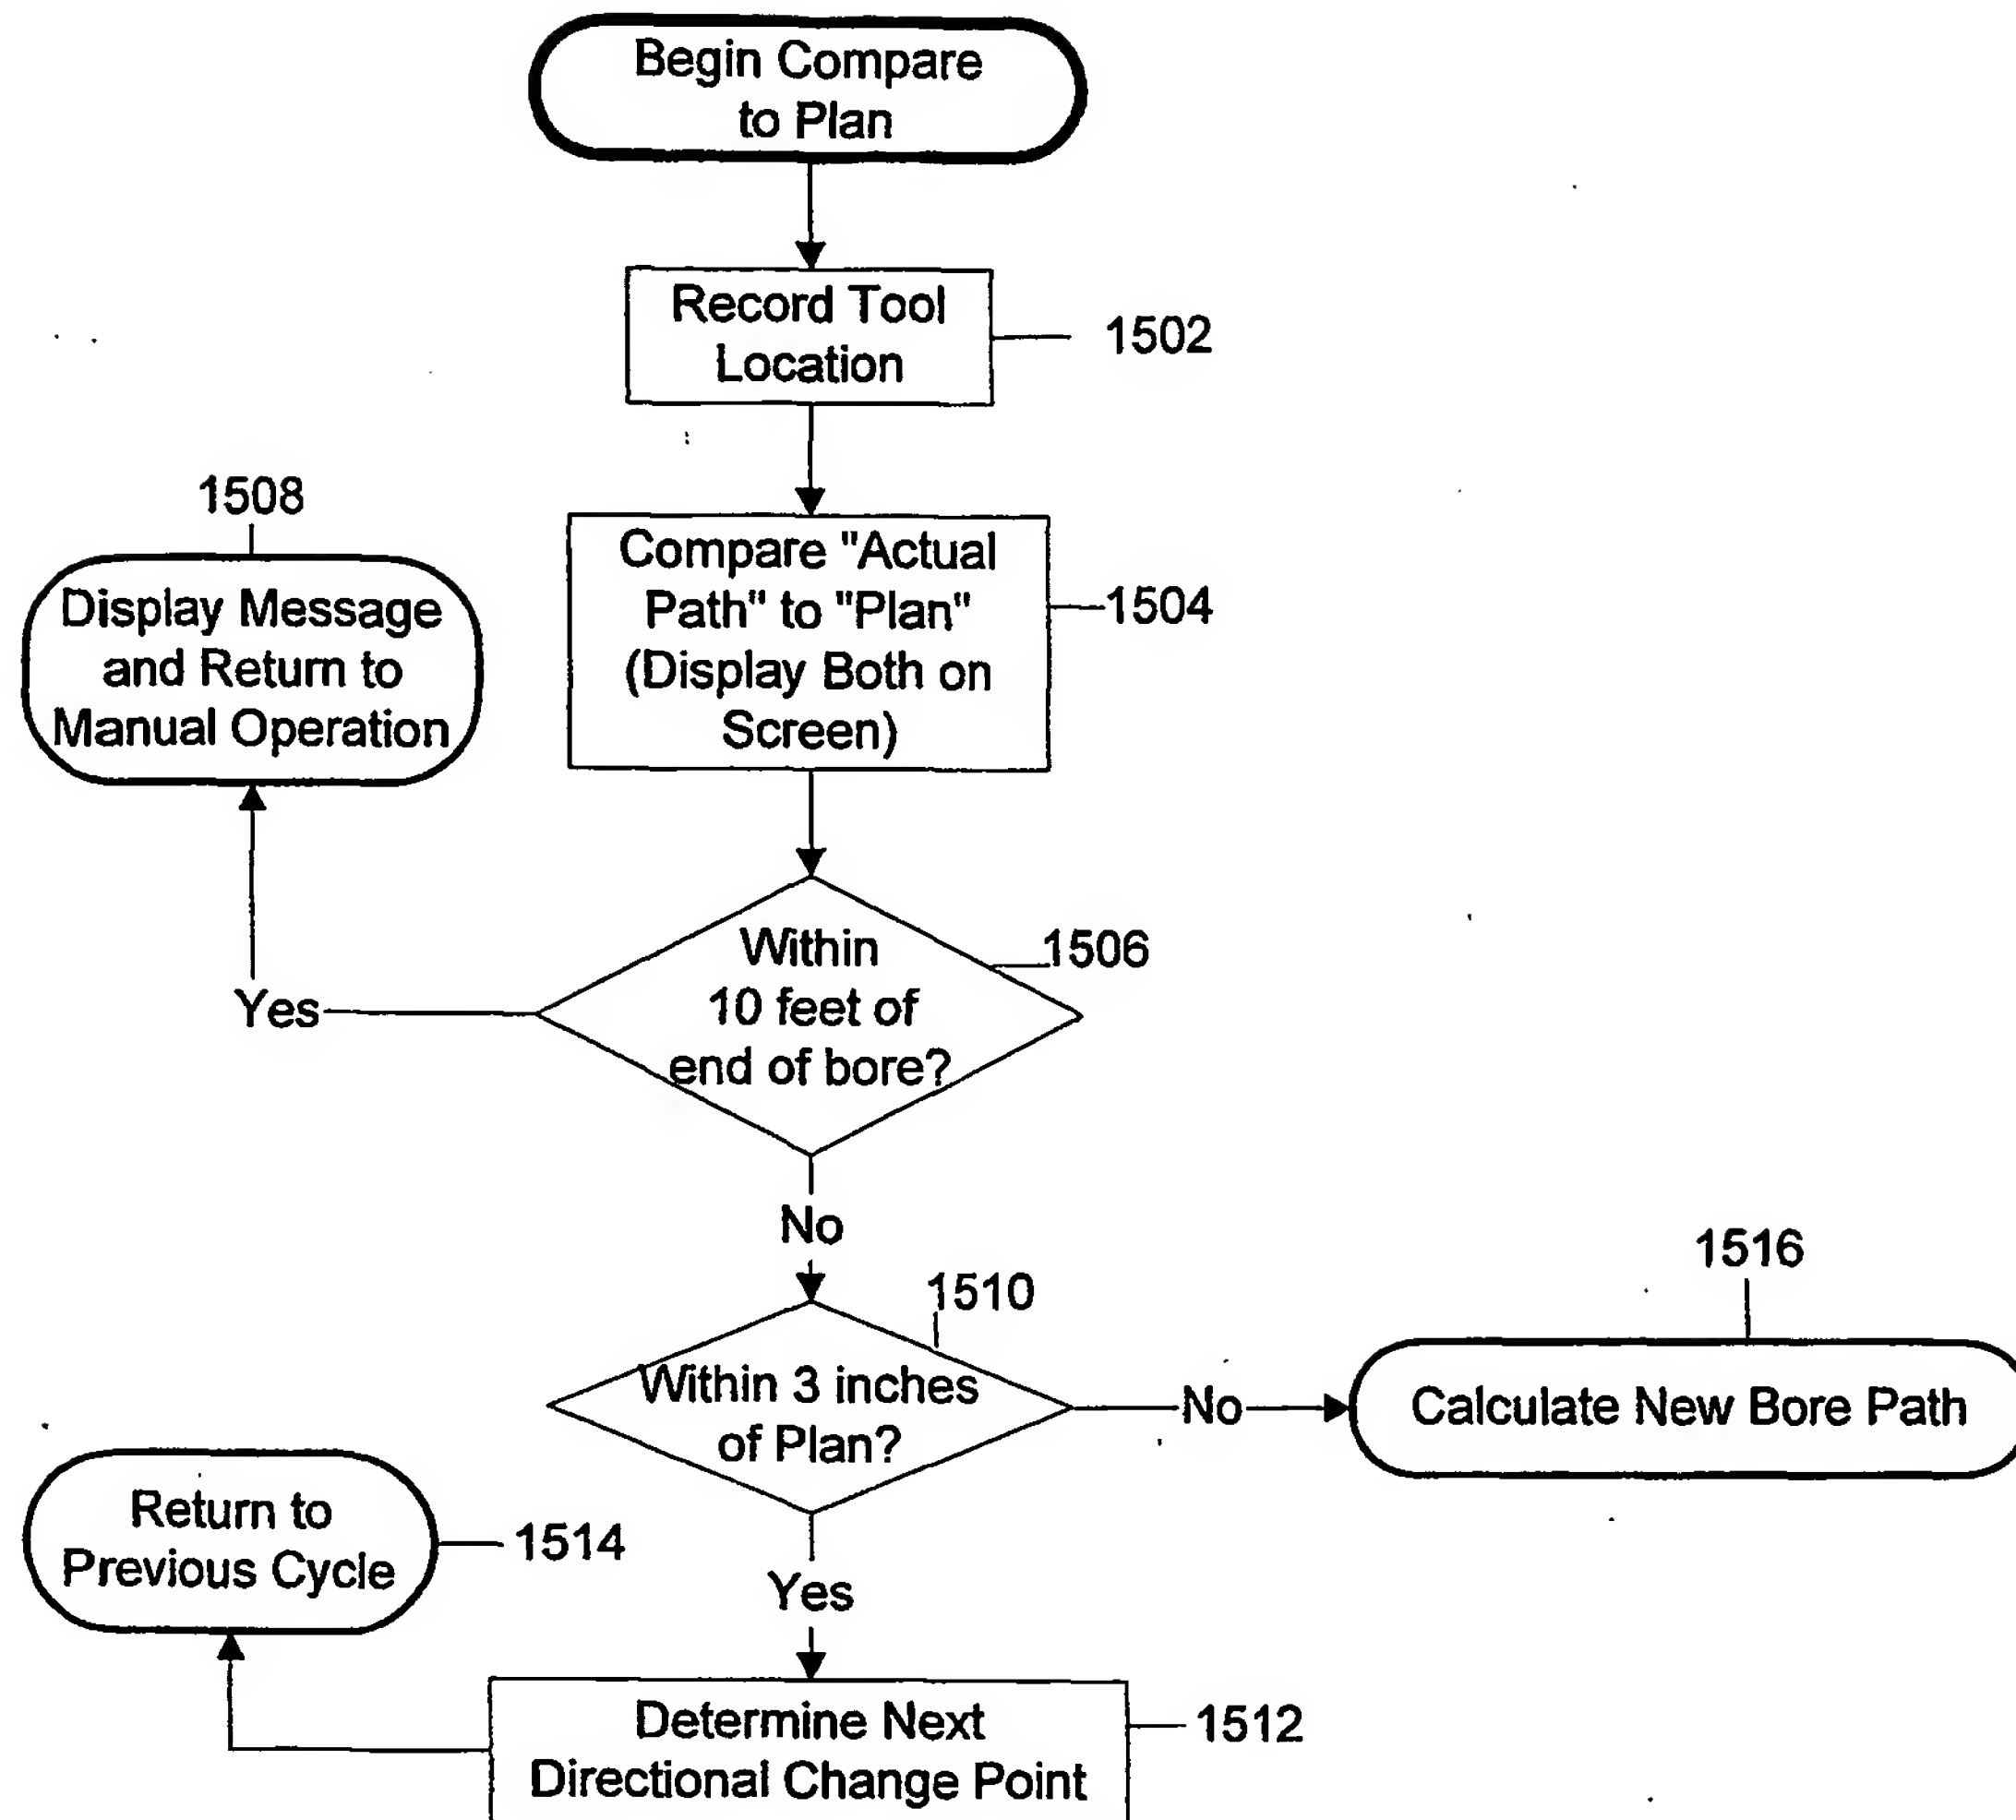 Begin Compare
to Plan
Record Tool
Location
1502
1508
Display Message
and Return to
Manual Operation
Compare "Actual
Path" to "Plan"
(Display Both on
Screen)
1504
Within
10 feet of
end of bore?
1506
Yes
No
1510
1516
Within 3 inches
of Plan?
No
Calculate New Bore Path
Return to
Previous Cycle
1514
Yes
Determine Next
Directional Change Point
1512